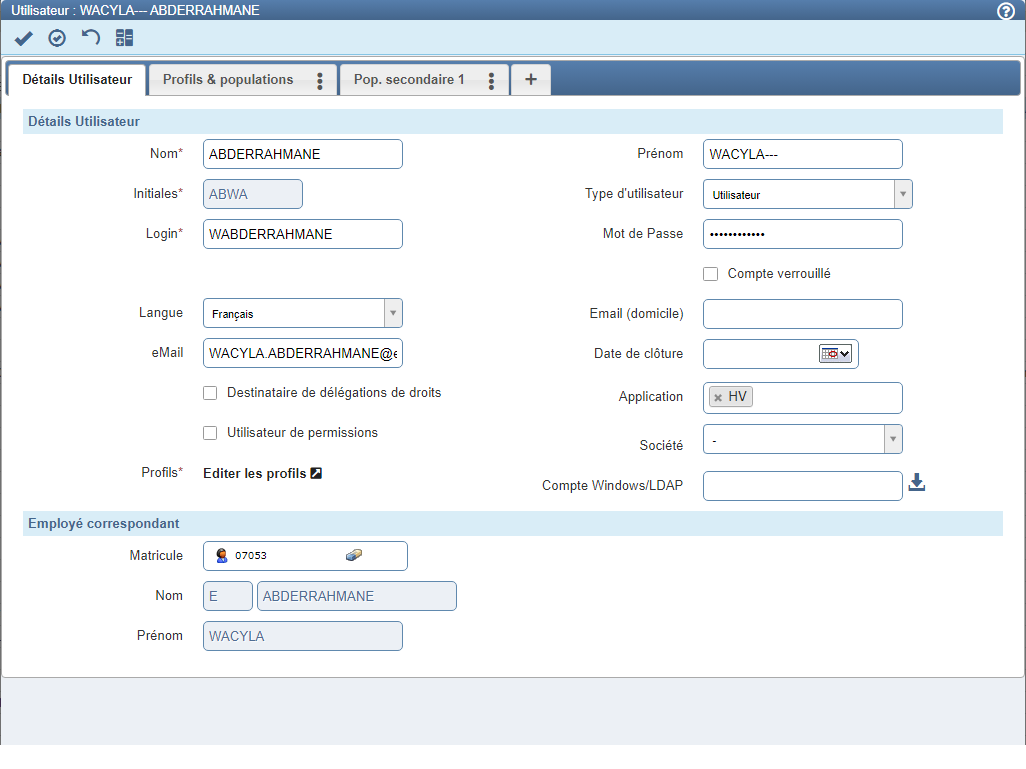 Utilisateur : WACYLA--- ABDERRAHMANE
Détails Utilisateur Profils & populations Pop. secondaire 1 +
Détails Utilisateur
Nom* ABDERRAHMANE Prénom WACYLA---
Initiales* ABWA Type d'utilisateur Utilisateur
Login* WABDERRAHMANE Mot de Passe ••••••••••••
Compte verrouillé
Langue Français Email (domicile)
eMail WACYLA.ABDERRAHMANE@e Date de clôture
Destinataire de délégations de droits Application × HV
Utilisateur de permissions Société -
Profils* Editer les profils Compte Windows/LDAP
Employé correspondant
Matricule 07053
Nom E ABDERRAHMANE
Prénom WACYLA